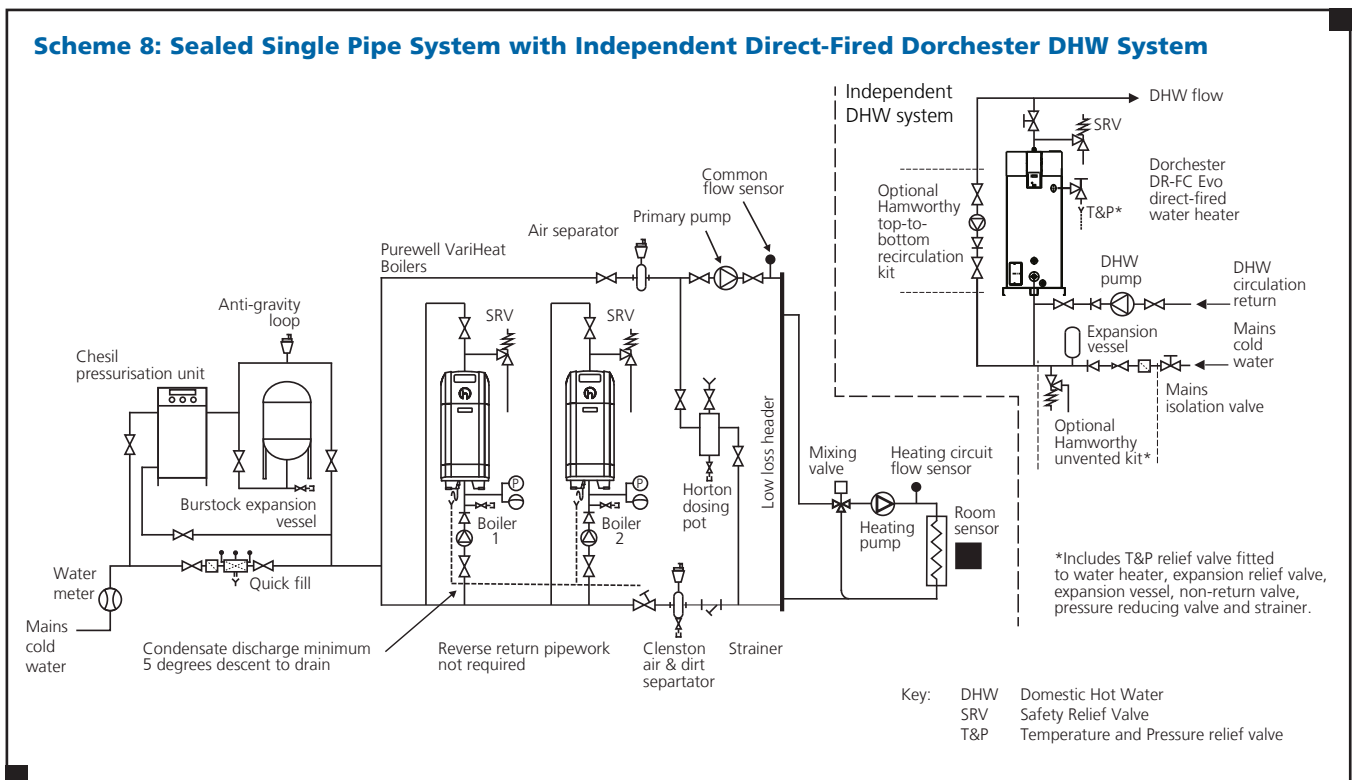 Scheme 8: Sealed Single Pipe System with Independent Direct-Fired Dorchester DHW System
Independent
DHW system
DHW flow
SRV
Dorchester
DR-FC Evo
direct-fired
water heater
T&P*
Optional
Hamworthy
top-to-
bottom
recirculation
kit
DHW
pump
DHW
circulation
return
Expansion
vessel
Mains
cold
water
Mains
isolation valve
Optional
Hamworthy
unvented kit*
Common
flow sensor
Primary pump
Air separator
Purewell VariHeat
Boilers
Anti-gravity
loop
Chesil
pressurisation unit
SRV
SRV
Burstock expansion
vessel
P
P
Boiler
1
Boiler
2
Horton
dosing
pot
Low loss header
Mixing
valve
Heating circuit
flow sensor
Heating
pump
Room
sensor
Water
meter
Quick fill
Mains
cold
water
Condensate discharge minimum
5 degrees descent to drain
Reverse return pipework
not required
Clenston
air & dirt
separtator
Strainer
*Includes T&P relief valve fitted
to water heater, expansion relief valve,
expansion vessel, non-return valve,
pressure reducing valve and strainer.
Key: DHW Domestic Hot Water
SRV Safety Relief Valve
T&P Temperature and Pressure relief valve